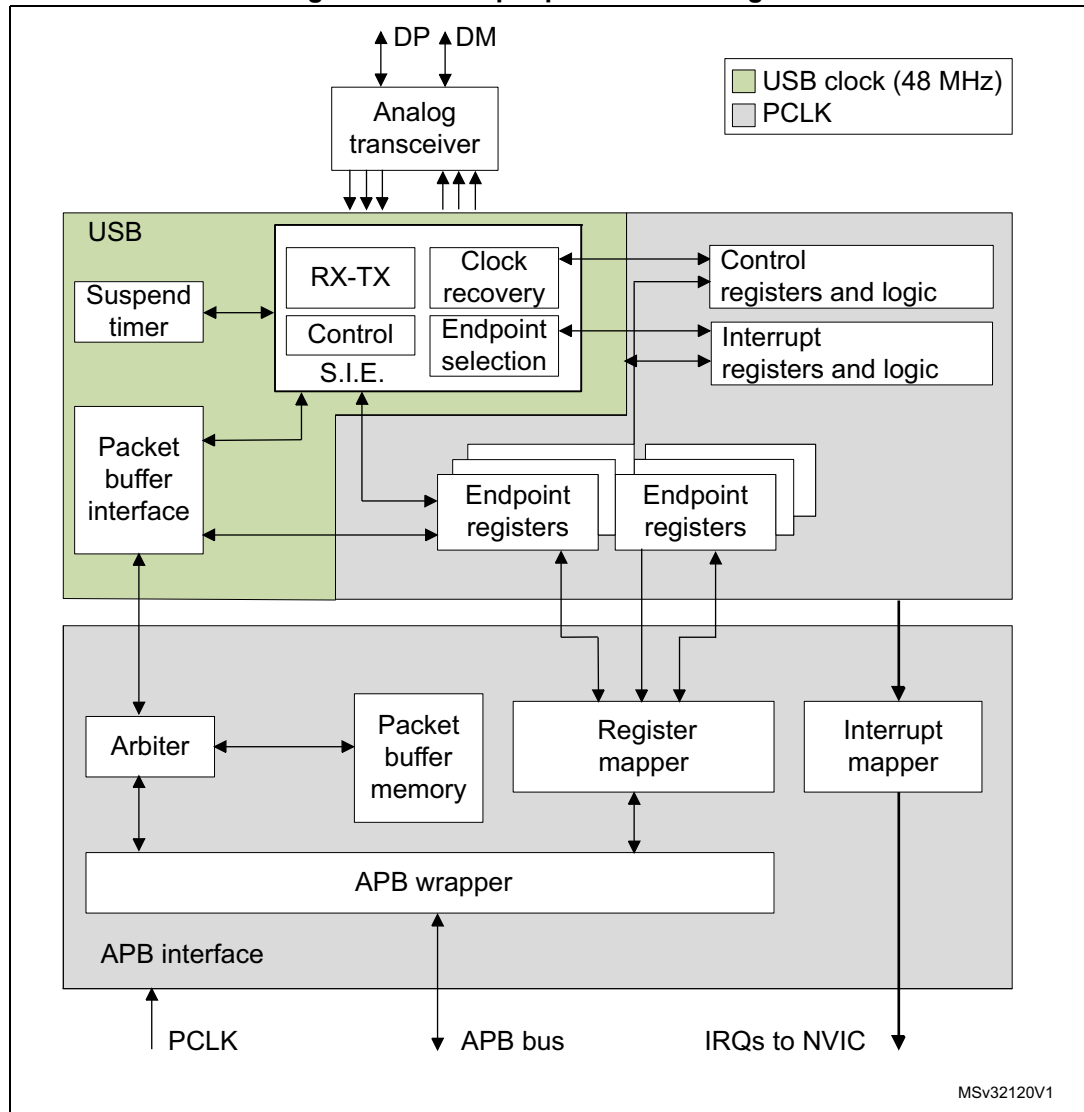 DP DM
USB clock (48 MHz)
PCLK
Analog
transceiver
USB
RX-TX
Clock
recovery
Control
registers and logic
Suspend
timer
Control
Endpoint
selection
Interrupt
registers and logic
S.I.E.
Packet
buffer
interface
Endpoint
registers
Endpoint
registers
Arbiter
Packet
buffer
memory
Register
mapper
Interrupt
mapper
APB wrapper
APB interface
PCLK
APB bus
IRQs to NVIC
MSv32120V1